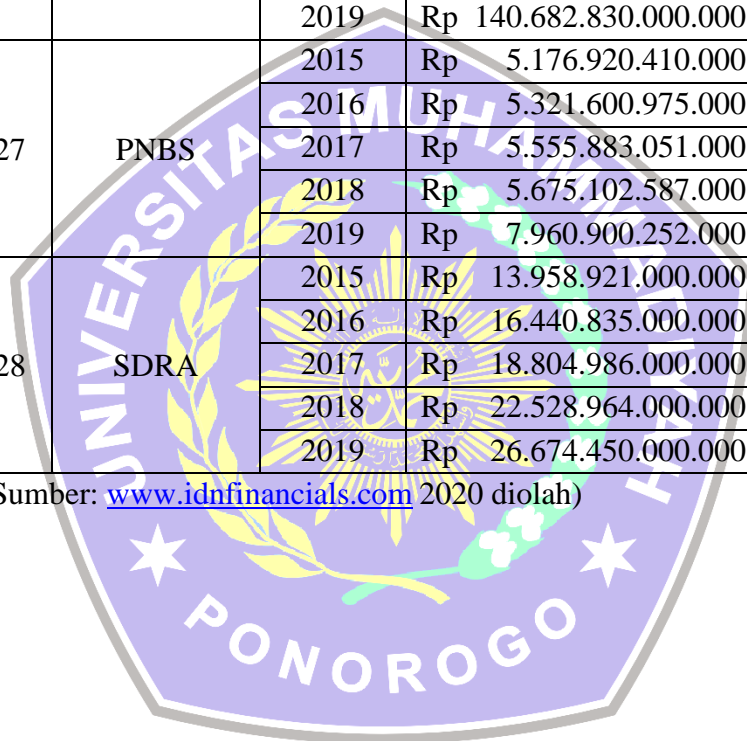 2019 Rp 140.682.830.000.000
27 PNBS 2015 Rp 5.176.920.410.000
2016 Rp 5.321.600.975.000
2017 Rp 5.555.883.051.000
2018 Rp 5.675.102.587.000
2019 Rp 7.960.900.252.000
28 SDRA 2015 Rp 13.958.921.000.000
2016 Rp 16.440.835.000.000
2017 Rp 18.804.986.000.000
2018 Rp 22.528.964.000.000
2019 Rp 26.674.450.000.000
Sumber: www.idnfinancials.com 2020 diolah)
UNIVERSITAS MUHAMMADIYAH
PONOROGO